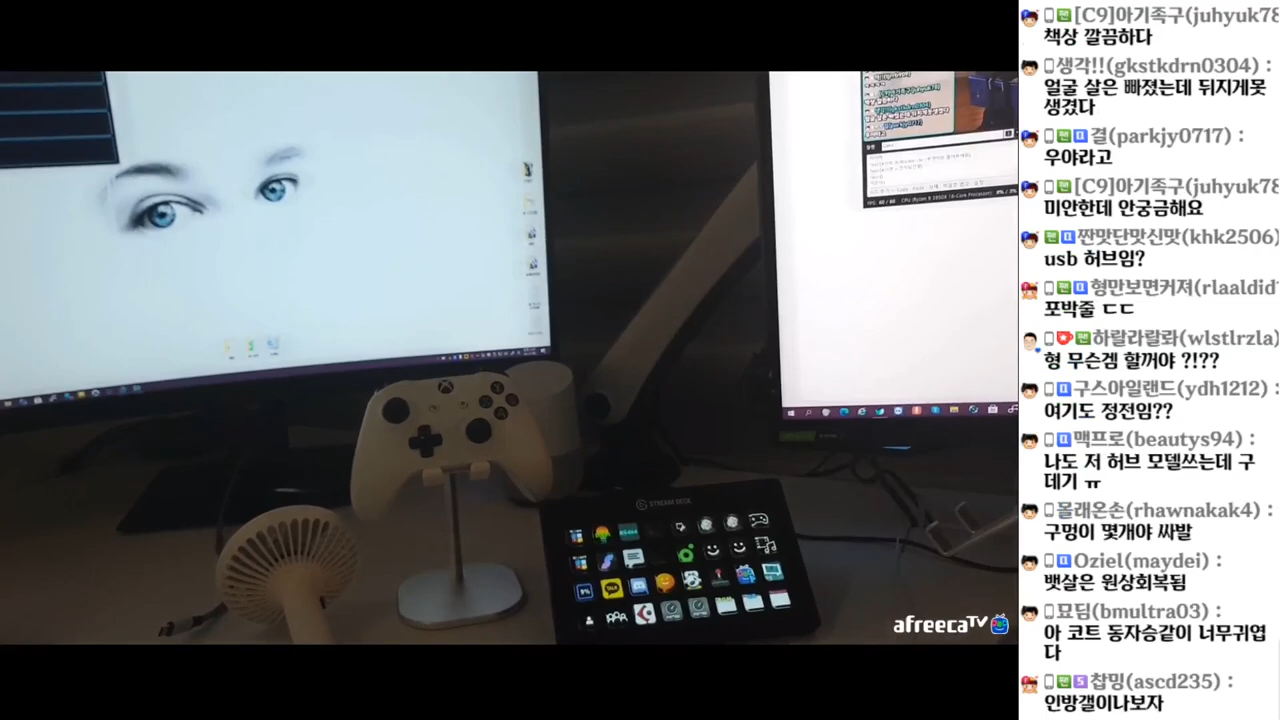 [C9]아기족구(juhyuk78
책상 깔끔하다
생각!!(gkstkdrn0304) :
얼굴 살은 빠졌는데 뒤지게못
생겼다
결(parkjy0717) :
우야라고
[C9]아기족구(juhyuk78
미안한데 안궁금해요
짠맛단맛신맛(khk2506)
usb 허브임?
형만보면커져(rlaaldid1
포박줄 ㄷㄷ
하랄라랄롸(wlstlrzla)
형 무슨겜 할꺼야 ?!??
구스아일랜드(ydh1212) :
여기도 정전임??
맥프로(beautys94) :
나도 저 허브 모델쓰는데 구
데기 ㅠ
몰래온손(rhawnakak4) :
구멍이 몇개야 싸발
Oziel(maydei) :
뱃살은 원상회복됨
묘딤(bmultra03) :
아 코트 동자승같이 너무귀엽
다
S 찹밍(ascd235) :
인방갤이나보자
STREAM DECK
TALK
afreecaTV